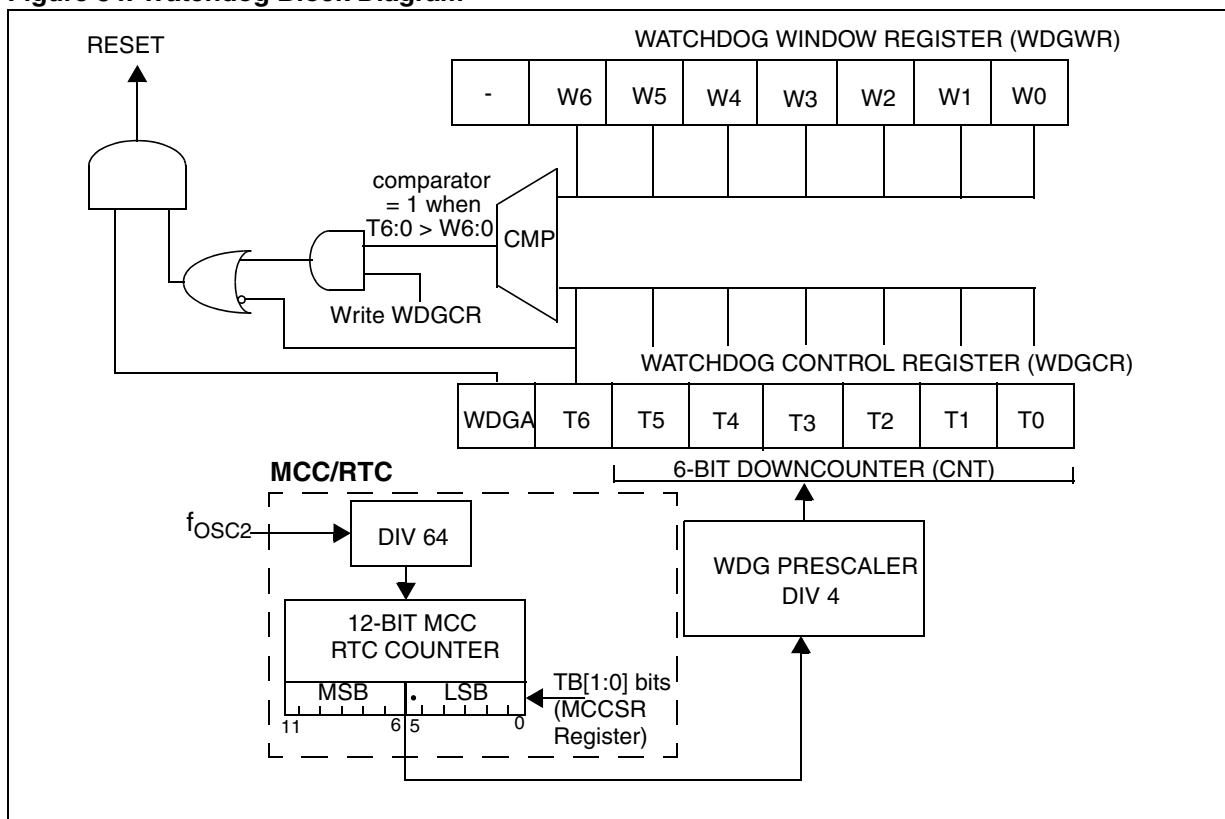 RESET
WATCHDOG WINDOW REGISTER (WDGWR)
- W6 W5 W4 W3 W2 W1 W0
comparator
= 1 when
T6:0 > W6:0
CMP
Write WDGCR
WATCHDOG CONTROL REGISTER (WDGCR)
WDGA T6 T5 T4 T3 T2 T1 T0
6-BIT DOWNCOUNTER (CNT)
MCC/RTC
fOSC2
DIV 64
WDG PRESCALER
DIV 4
12-BIT MCC
RTC COUNTER
MSB LSB
11 6 5 0
TB[1:0] bits
(MCCSR
Register)